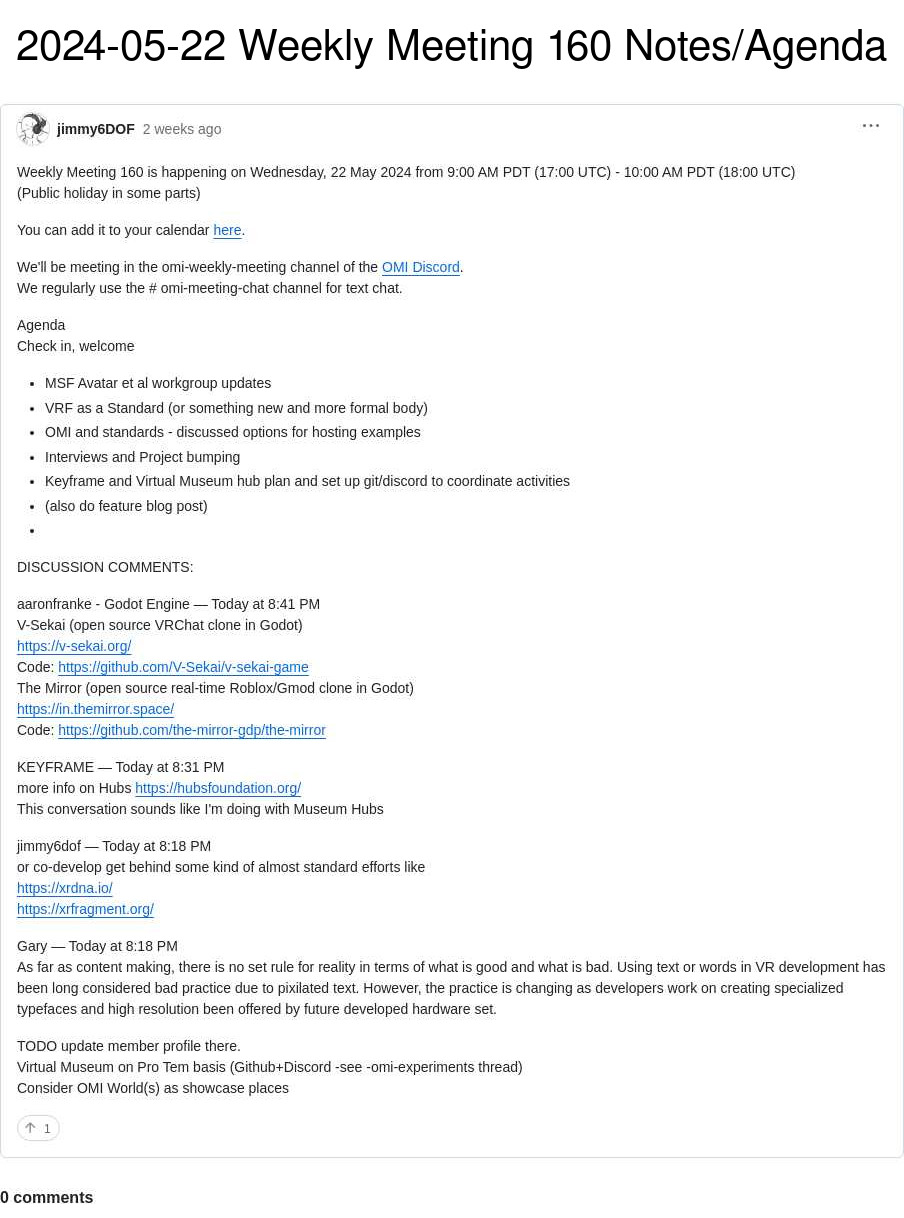 2024-05-22 Weekly Meeting 160 Notes/Agenda
jimmy6DOF 2 weeks ago
Weekly Meeting 160 is happening on Wednesday, 22 May 2024 from 9:00 AM PDT (17:00 UTC) - 10:00 AM PDT (18:00 UTC)
(Public holiday in some parts)
You can add it to your calendar here.
We'll be meeting in the omi-weekly-meeting channel of the OMI Discord.
We regularly use the # omi-meeting-chat channel for text chat.
Agenda
Check in, welcome
• MSF Avatar et al workgroup updates
• VRF as a Standard (or something new and more formal body)
• OMI and standards - discussed options for hosting examples
• Interviews and Project bumping
• Keyframe and Virtual Museum hub plan and set up git/discord to coordinate activities
• (also do feature blog post)
•
DISCUSSION COMMENTS:
aaronfranke - Godot Engine — Today at 8:41 PM
V-Sekai (open source VRChat clone in Godot)
https://v-sekai.org/
Code: https://github.com/V-Sekai/v-sekai-game
The Mirror (open source real-time Roblox/Gmod clone in Godot)
https://in.themirror.space/
Code: https://github.com/the-mirror-gdp/the-mirror
KEYFRAME — Today at 8:31 PM
more info on Hubs https://hubsfoundation.org/
This conversation sounds like I'm doing with Museum Hubs
jimmy6dof — Today at 8:18 PM
or co-develop get behind some kind of almost standard efforts like
https://xrdna.io/
https://xrfragment.org/
Gary — Today at 8:18 PM
As far as content making, there is no set rule for reality in terms of what is good and what is bad. Using text or words in VR development has
been long considered bad practice due to pixilated text. However, the practice is changing as developers work on creating specialized
typefaces and high resolution been offered by future developed hardware set.
TODO update member profile there.
Virtual Museum on Pro Tem basis (Github+Discord -see -omi-experiments thread)
Consider OMI World(s) as showcase places
1
0 comments